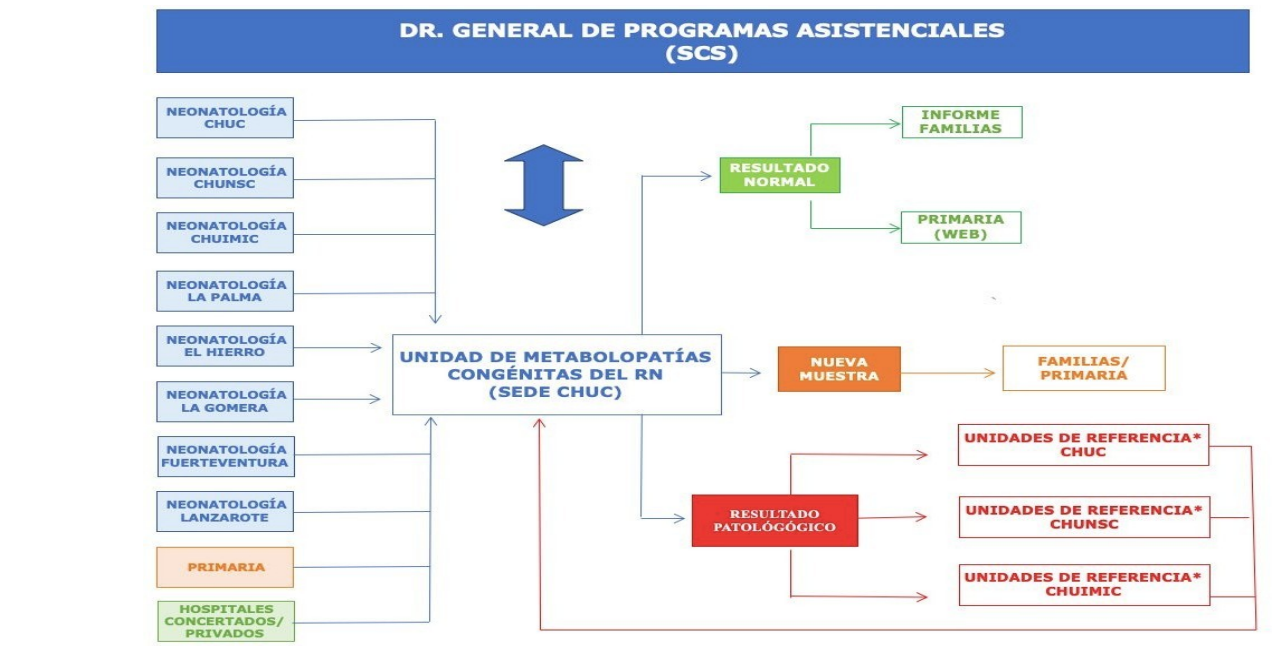 DR. GENERAL DE PROGRAMAS ASISTENCIALES
(SCS)
NEONATOLOGÍA
CHUC
NEONATOLOGÍA
CHUNSC
NEONATOLOGÍA
CHUIMIC
NEONATOLOGÍA
LA PALMA
NEONATOLOGÍA
EL HIERRO
NEONATOLOGÍA
LA GOMERA
NEONATOLOGÍA
FUERTEVENTURA
NEONATOLOGÍA
LANZAROTE
PRIMARIA
HOSPITALES
CONCERTADOS/
PRIVADOS
UNIDAD DE METABOLOPATÍAS
CONGÉNITAS DEL RN
(SEDE CHUC)
RESULTADO
NORMAL
INFORME
FAMILIAS
PRIMARIA
(WEB)
NUEVA
MUESTRA
FAMILIAS/
PRIMARIA
RESULTADO
PATOLÓGÓGICO
UNIDADES DE REFERENCIA*
CHUC
UNIDADES DE REFERENCIA*
CHUNSC
UNIDADES DE REFERENCIA*
CHUIMIC